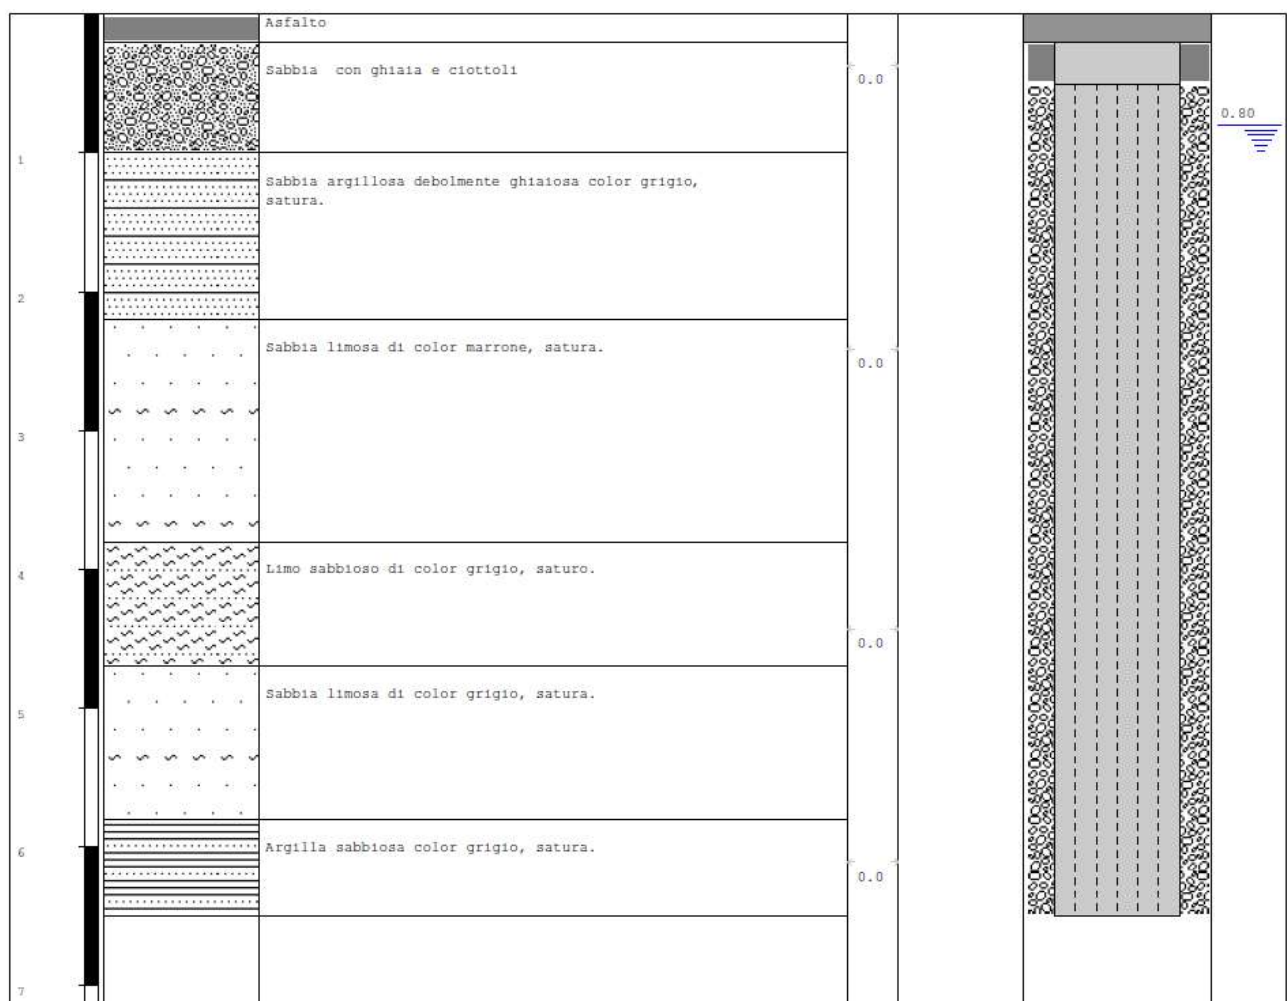 Asfalto
Sabbia con ghiaia e ciottoli
0.0
0.80
1
Sabbia argillosa debolmente ghiaiosa color grigio,
satura.
2
Sabbia limosa di color marrone, satura.
0.0
3
4
Limo sabbioso di color grigio, saturo.
0.0
Sabbia limosa di color grigio, satura.
5
6
Argilla sabbiosa color grigio, satura.
0.0
7